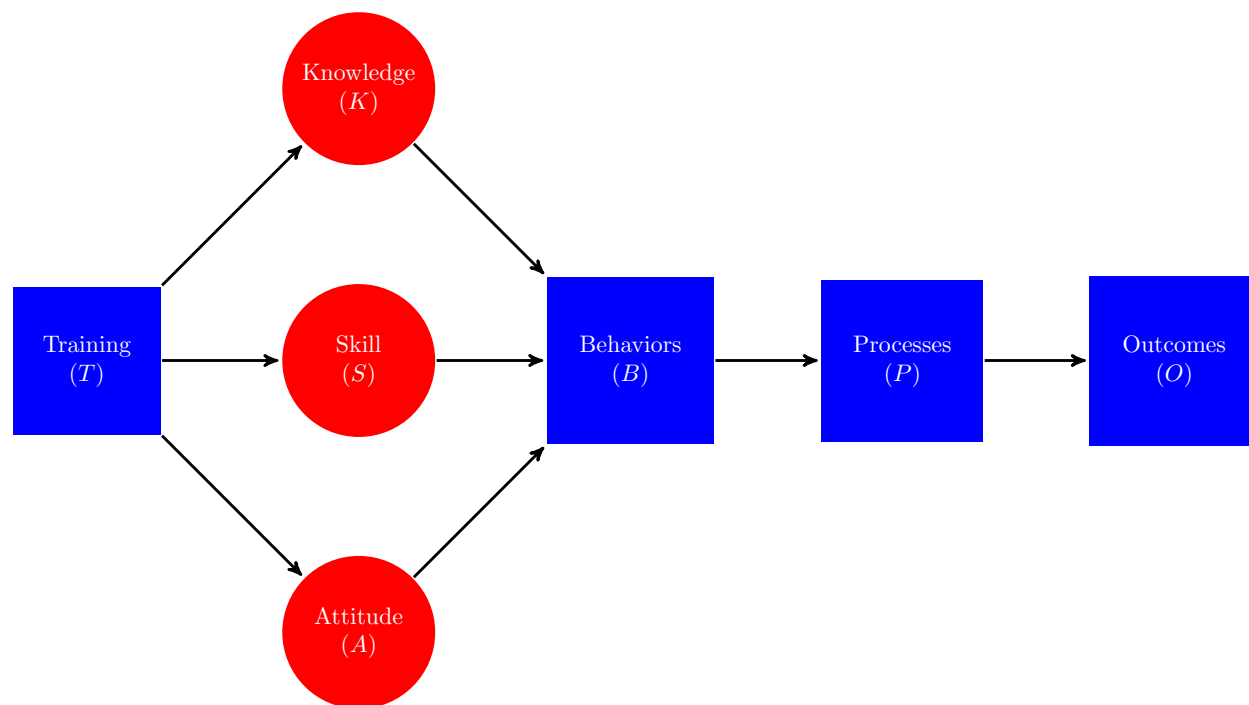 Knowledge
(K)
Training
(T)
Skill
(S)
Behaviors
(B)
Processes
(P)
Outcomes
(O)
Attitude
(A)